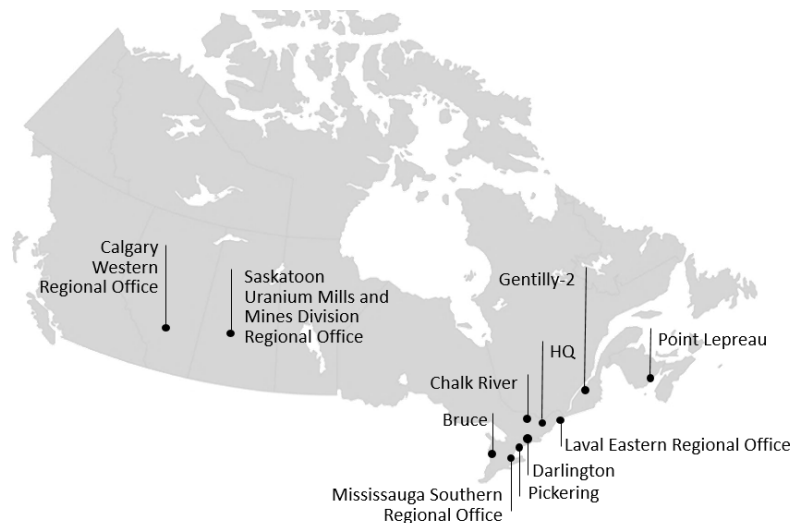 Calgary
Western
Regional Office
Saskatoon
Uranium Mills and
Mines Division
Regional Office
Gentilly-2
HQ
Point Lepreau
Chalk River
Bruce
Laval Eastern Regional Office
Darlington
Pickering
Mississauga Southern
Regional Office